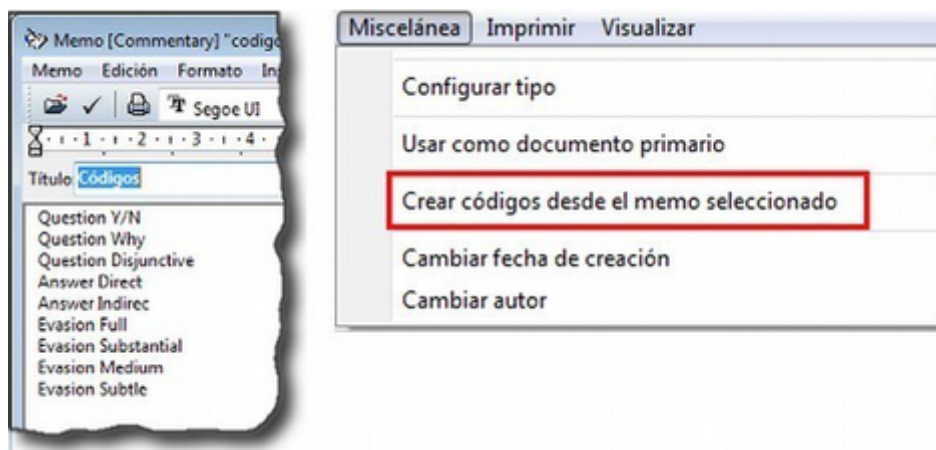 Memo [Commentary] "codigo
Memo Edición Formato In
Segoe UI
1 2 3 4
Título Códigos
Question Y/N
Question Why
Question Disjunctive
Answer Direct
Answer Indirec
Evasion Full
Evasion Substantial
Evasion Medium
Evasion Subtle
Miscelánea Imprimir Visualizar
Configurar tipo
Usar como documento primario
Crear códigos desde el memo seleccionado
Cambiar fecha de creación
Cambiar autor